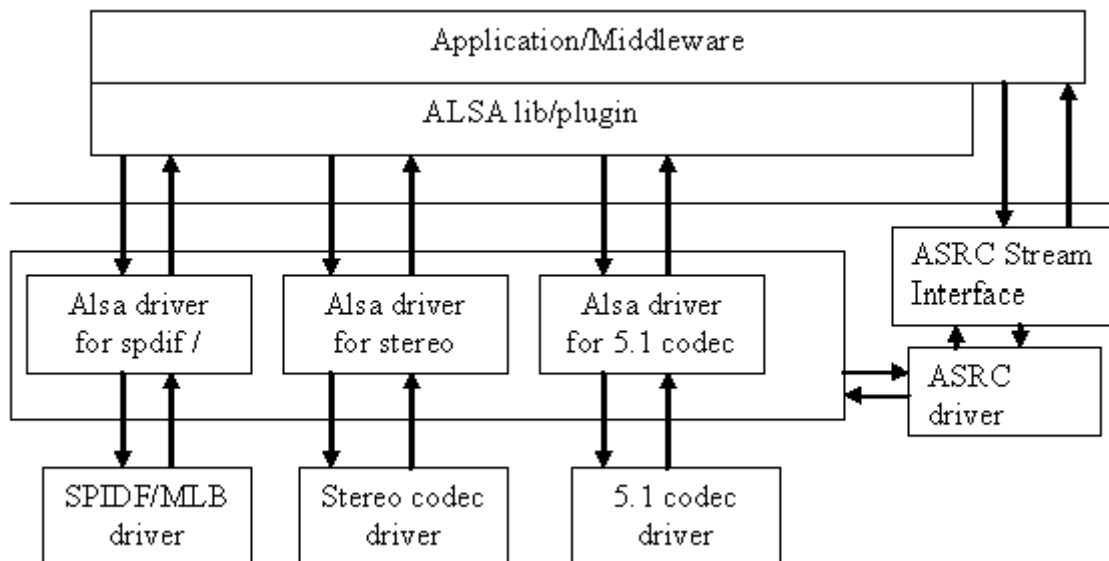 Application/Middleware
ALSA lib/plugin
ASRC Stream
Interface
Alsa driver
for spdif /
Alsa driver
for stereo
Alsa driver
for 5.1 codec
ASRC
driver
SPIDF/MLB
driver
Stereo codec
driver
5.1 codec
driver